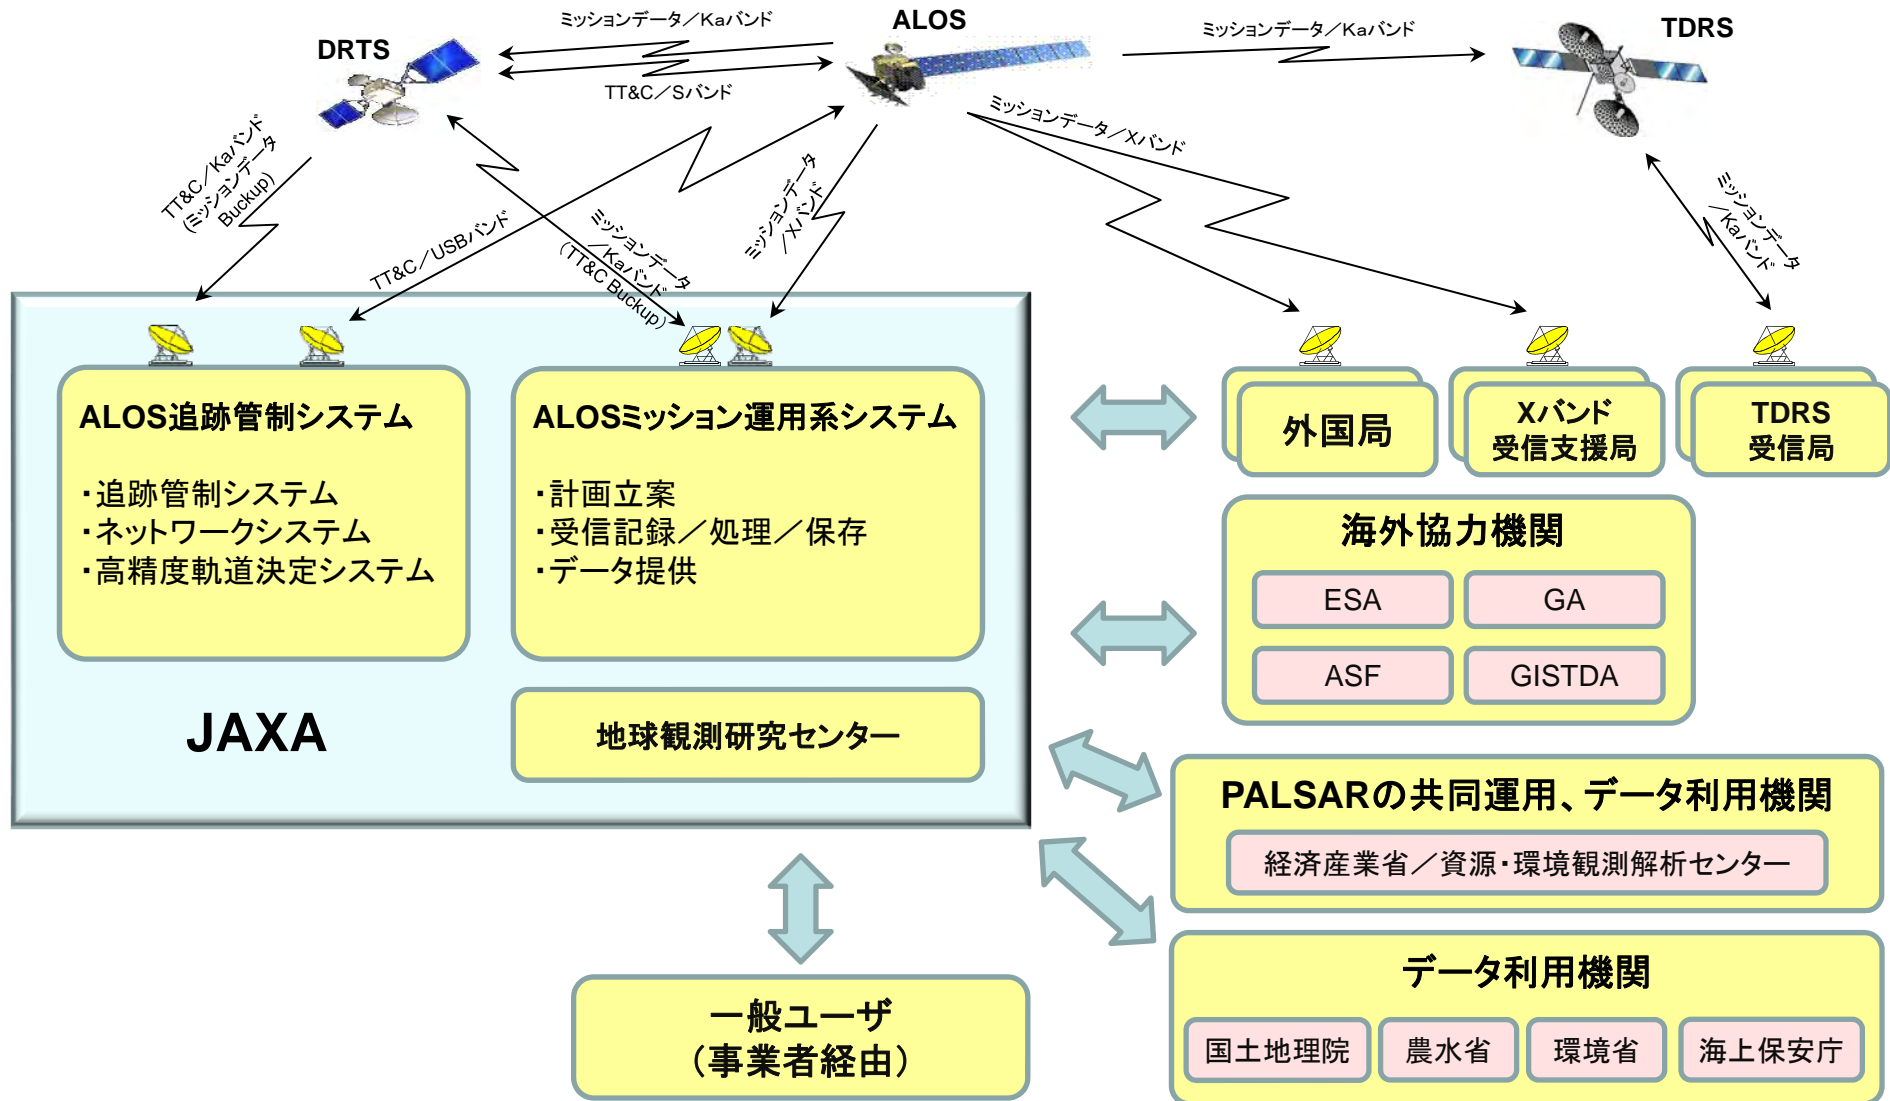 ミッションデータ／Kaバンド
ALOS
DRTS
TT&C／Sバンド
ミッションデータ／Kaバンド
TDRS
TT&C／Kaバンド
(ミッションデータ
Buckup)
TT&C／USBバンド
ミッションデータ
／Kaバンド
(TT&C Buckup)
ミッションデータ
／Xバンド
ミッションデータ／Xバンド
ミッションデータ
／Kaバンド
ALOS追跡管制システム
・追跡管制システム
・ネットワークシステム
・高精度軌道決定システム
ALOSミッション運用系システム
・計画立案
・受信記録／処理／保存
・データ提供
JAXA
地球観測研究センター
外国局
Xバンド
受信支援局
TDRS
受信局
海外協力機関
ESA
GA
ASF
GISTDA
PALSARの共同運用、データ利用機関
経済産業省／資源・環境観測解析センター
データ利用機関
国土地理院
農水省
環境省
海上保安庁
一般ユーザ
（事業者経由）